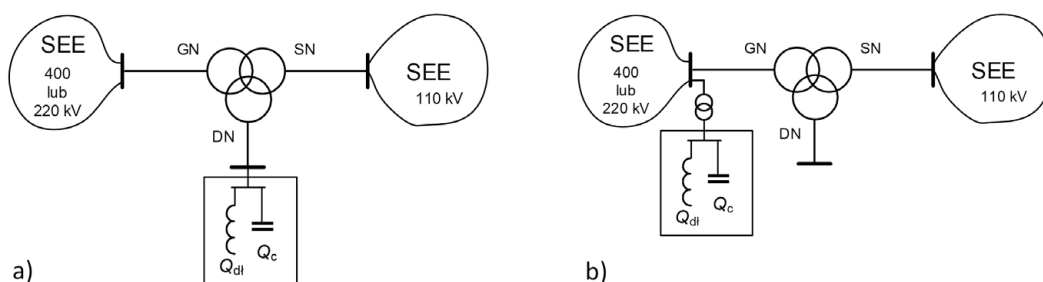 SEE
400
lub
220 kV
GN
SN
SEE
110 kV
DN
Qdł
Qc
a)
SEE
400
lub
220 kV
GN
SN
SEE
110 kV
DN
Qdł
Qc
b)